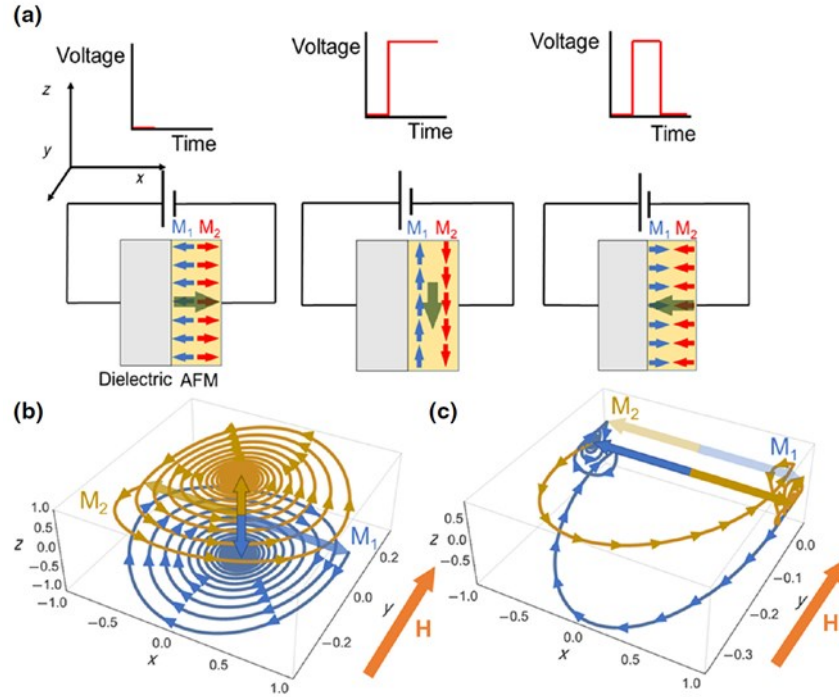 (a)
Voltage
Time
Voltage
Time
Voltage
Time
z
y
x
M₁ M₂
M₁ M₂
M₁ M₂
Dielectric AFM
(b)
M₂
M₁
1.0
0.5
z 0.0
−0.5
−1.0
−1.0
−0.5
0.0
x
0.5
1.0
−0.2
0.0
y
0.2
H
(c)
M₂
M₁
0.5
0.0
z
−0.5
−1.0
−1.0
−0.5
0.0
x
0.5
1.0
−0.3
−0.2
y
−0.1
0.0
H